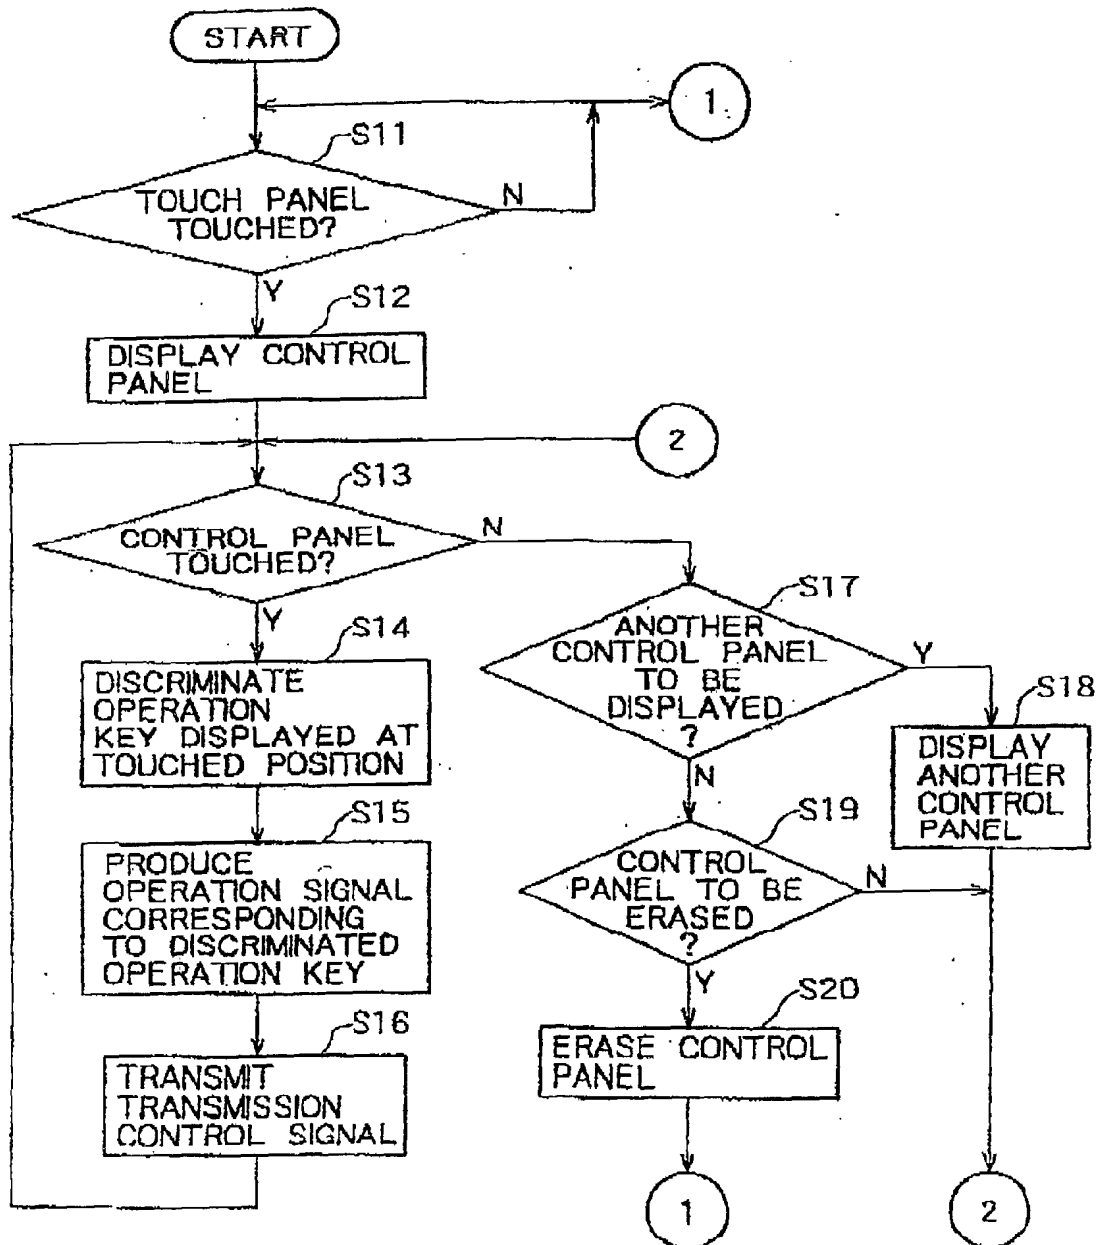 START
1
S11
TOUCH PANEL
TOUCHED?
N
Y
S12
DISPLAY CONTROL
PANEL
2
S13
CONTROL PANEL
TOUCHED?
N
Y
S14
DISCRIMINATE
OPERATION
KEY DISPLAYED AT
TOUCHED POSITION
S15
PRODUCE
OPERATION SIGNAL
CORRESPONDING
TO DISCRIMINATED
OPERATION KEY
S16
TRANSMIT
TRANSMISSION
CONTROL SIGNAL
S17
ANOTHER
CONTROL PANEL
TO BE
DISPLAYED
?
Y
N
S18
DISPLAY
ANOTHER
CONTROL
PANEL
S19
CONTROL
PANEL TO BE
ERASED
?
N
Y
S20
ERASE CONTROL
PANEL
1
2